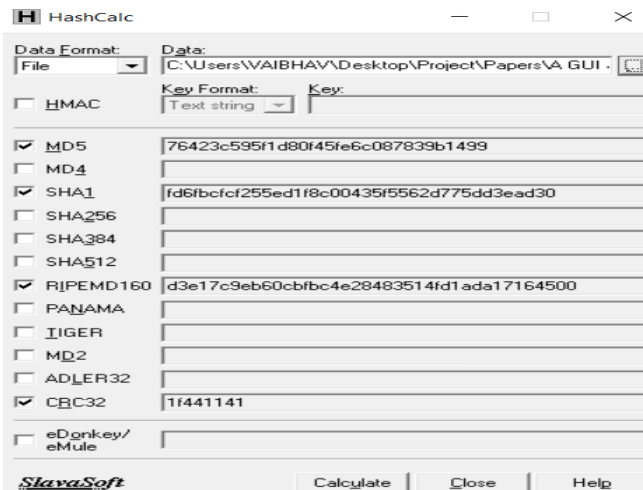 HashCalc
Data Format: Data:
File C:\Users\VAIBHAV\Desktop\Project\Papers\A GUI -
Key Format: Key:
HMAC Text string
MD5 76423c595f1d80f45fe6c087839b1499
MD4
SHA1 fd6fbcfcf255ed1f8c00435f5562d775dd3ead30
SHA256
SHA384
SHA512
RIPEMD160 d3e17c9eb60cbfbc4e28483514fd1ada17164500
PANAMA
TIGER
MD2
ADLER32
CRC32 1f441141
eDonkey/
eMule
SlavaSoft Calculate Close Help